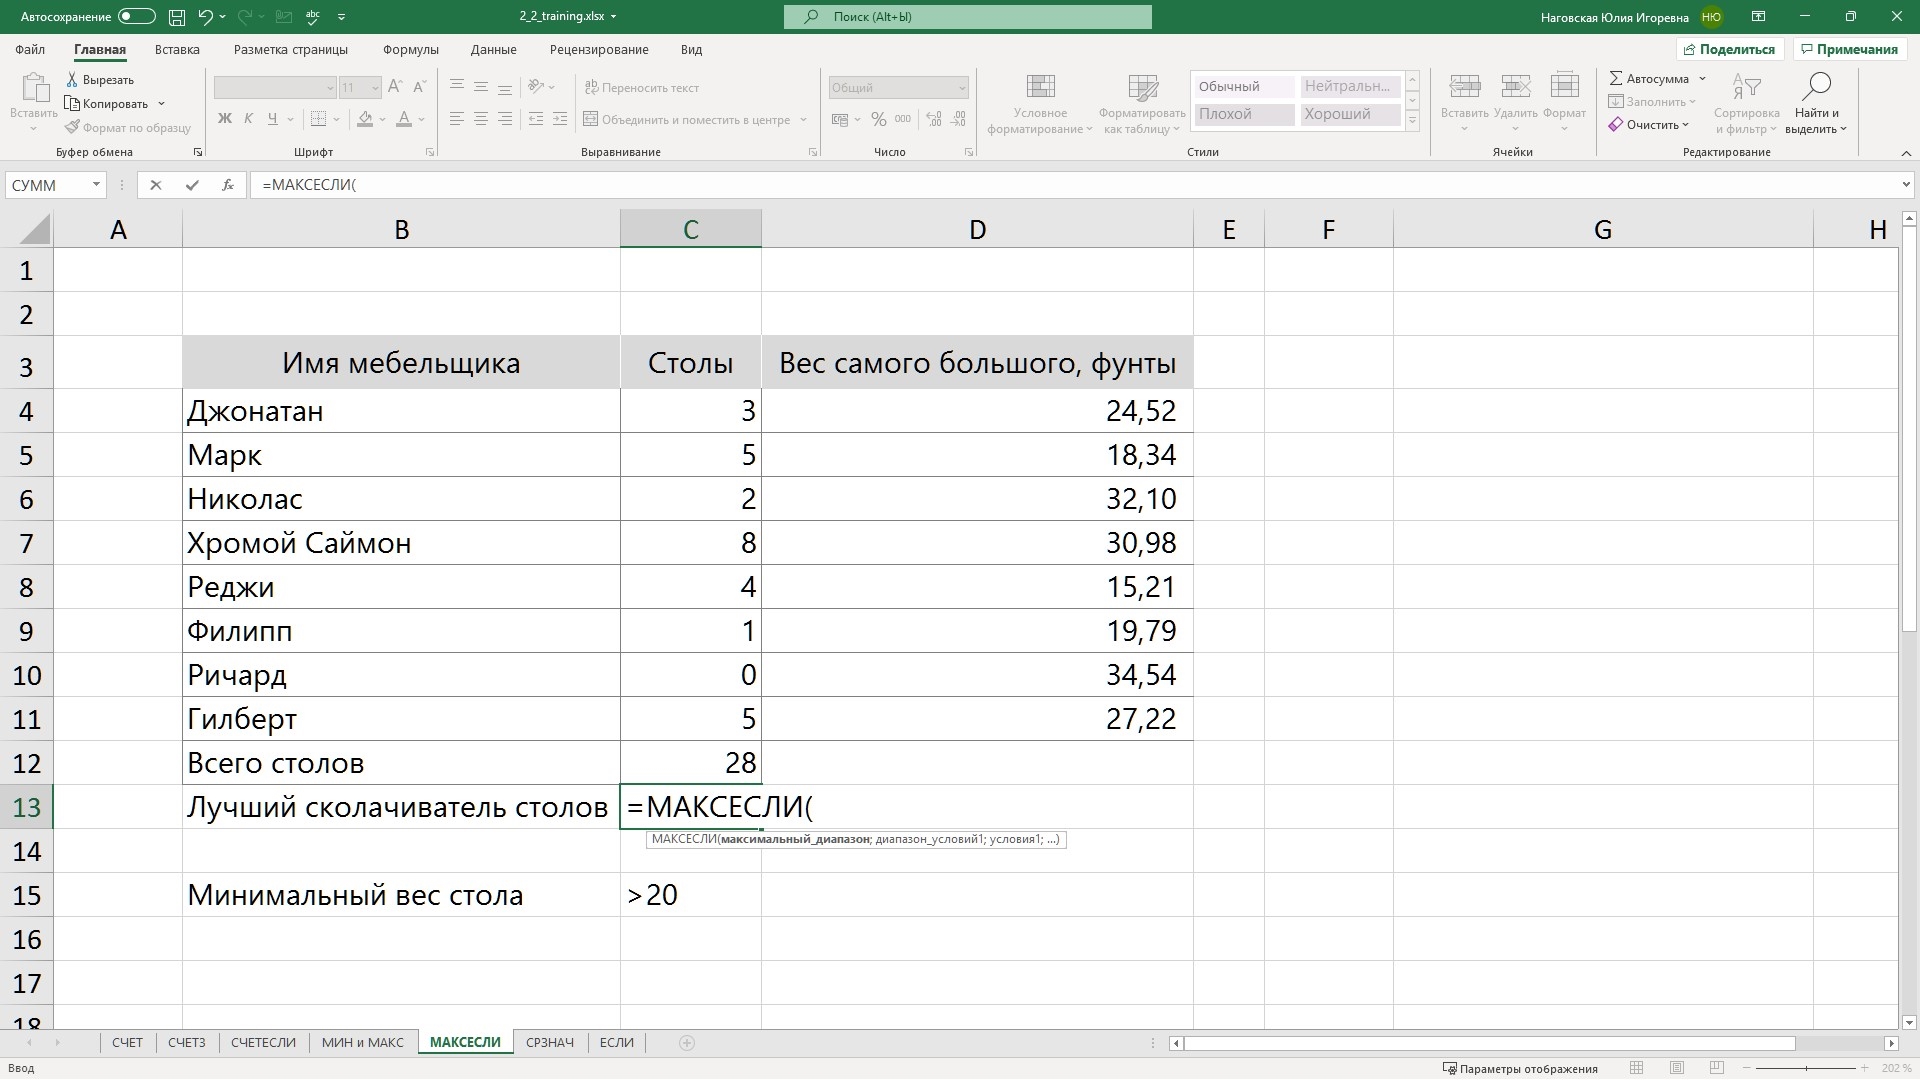 Автосохранение 2_2_training.xlsx Поиск (Alt+Ы) Наговская Юлия Игоревна НЮ
Файл Главная Вставка Разметка страницы Формулы Данные Рецензирование Вид Поделиться Примечания
Вставить
Вырезать
Копировать
Формат по образцу
Буфер обмена
11
Ж К Ч
Шрифт
Переносить текст
Объединить и поместить в центре
Выравнивание
Общий
% 000
Число
Условное форматирование
Форматировать как таблицу
Обычный Нейтральн...
Плохой Хороший
Стили
Вставить Удалить Формат
Ячейки
Автосумма
Заполнить
Очистить
Сортировка и фильтр
Найти и выделить
Редактирование
СУММ fx =МАКСЕСЛИ(
A B C D E F G H
1
2
3 Имя мебельщика Столы Вес самого большого, фунты
4 Джонатан 3 24,52
5 Марк 5 18,34
6 Николас 2 32,10
7 Хромой Саймон 8 30,98
8 Реджи 4 15,21
9 Филипп 1 19,79
10 Ричард 0 34,54
11 Гилберт 5 27,22
12 Всего столов 28
13 Лучший сколачиватель столов =МАКСЕСЛИ(
МАКСЕСЛИ(максимальный_диапазон; диапазон_условий1; условия1; ...)
14
15 Минимальный вес стола >20
16
17
18
СЧЕТ СЧЕТЗ СЧЕТЕСЛИ МИН и МАКС МАКСЕСЛИ СРЗНАЧ ЕСЛИ
Ввод Параметры отображения 202 %